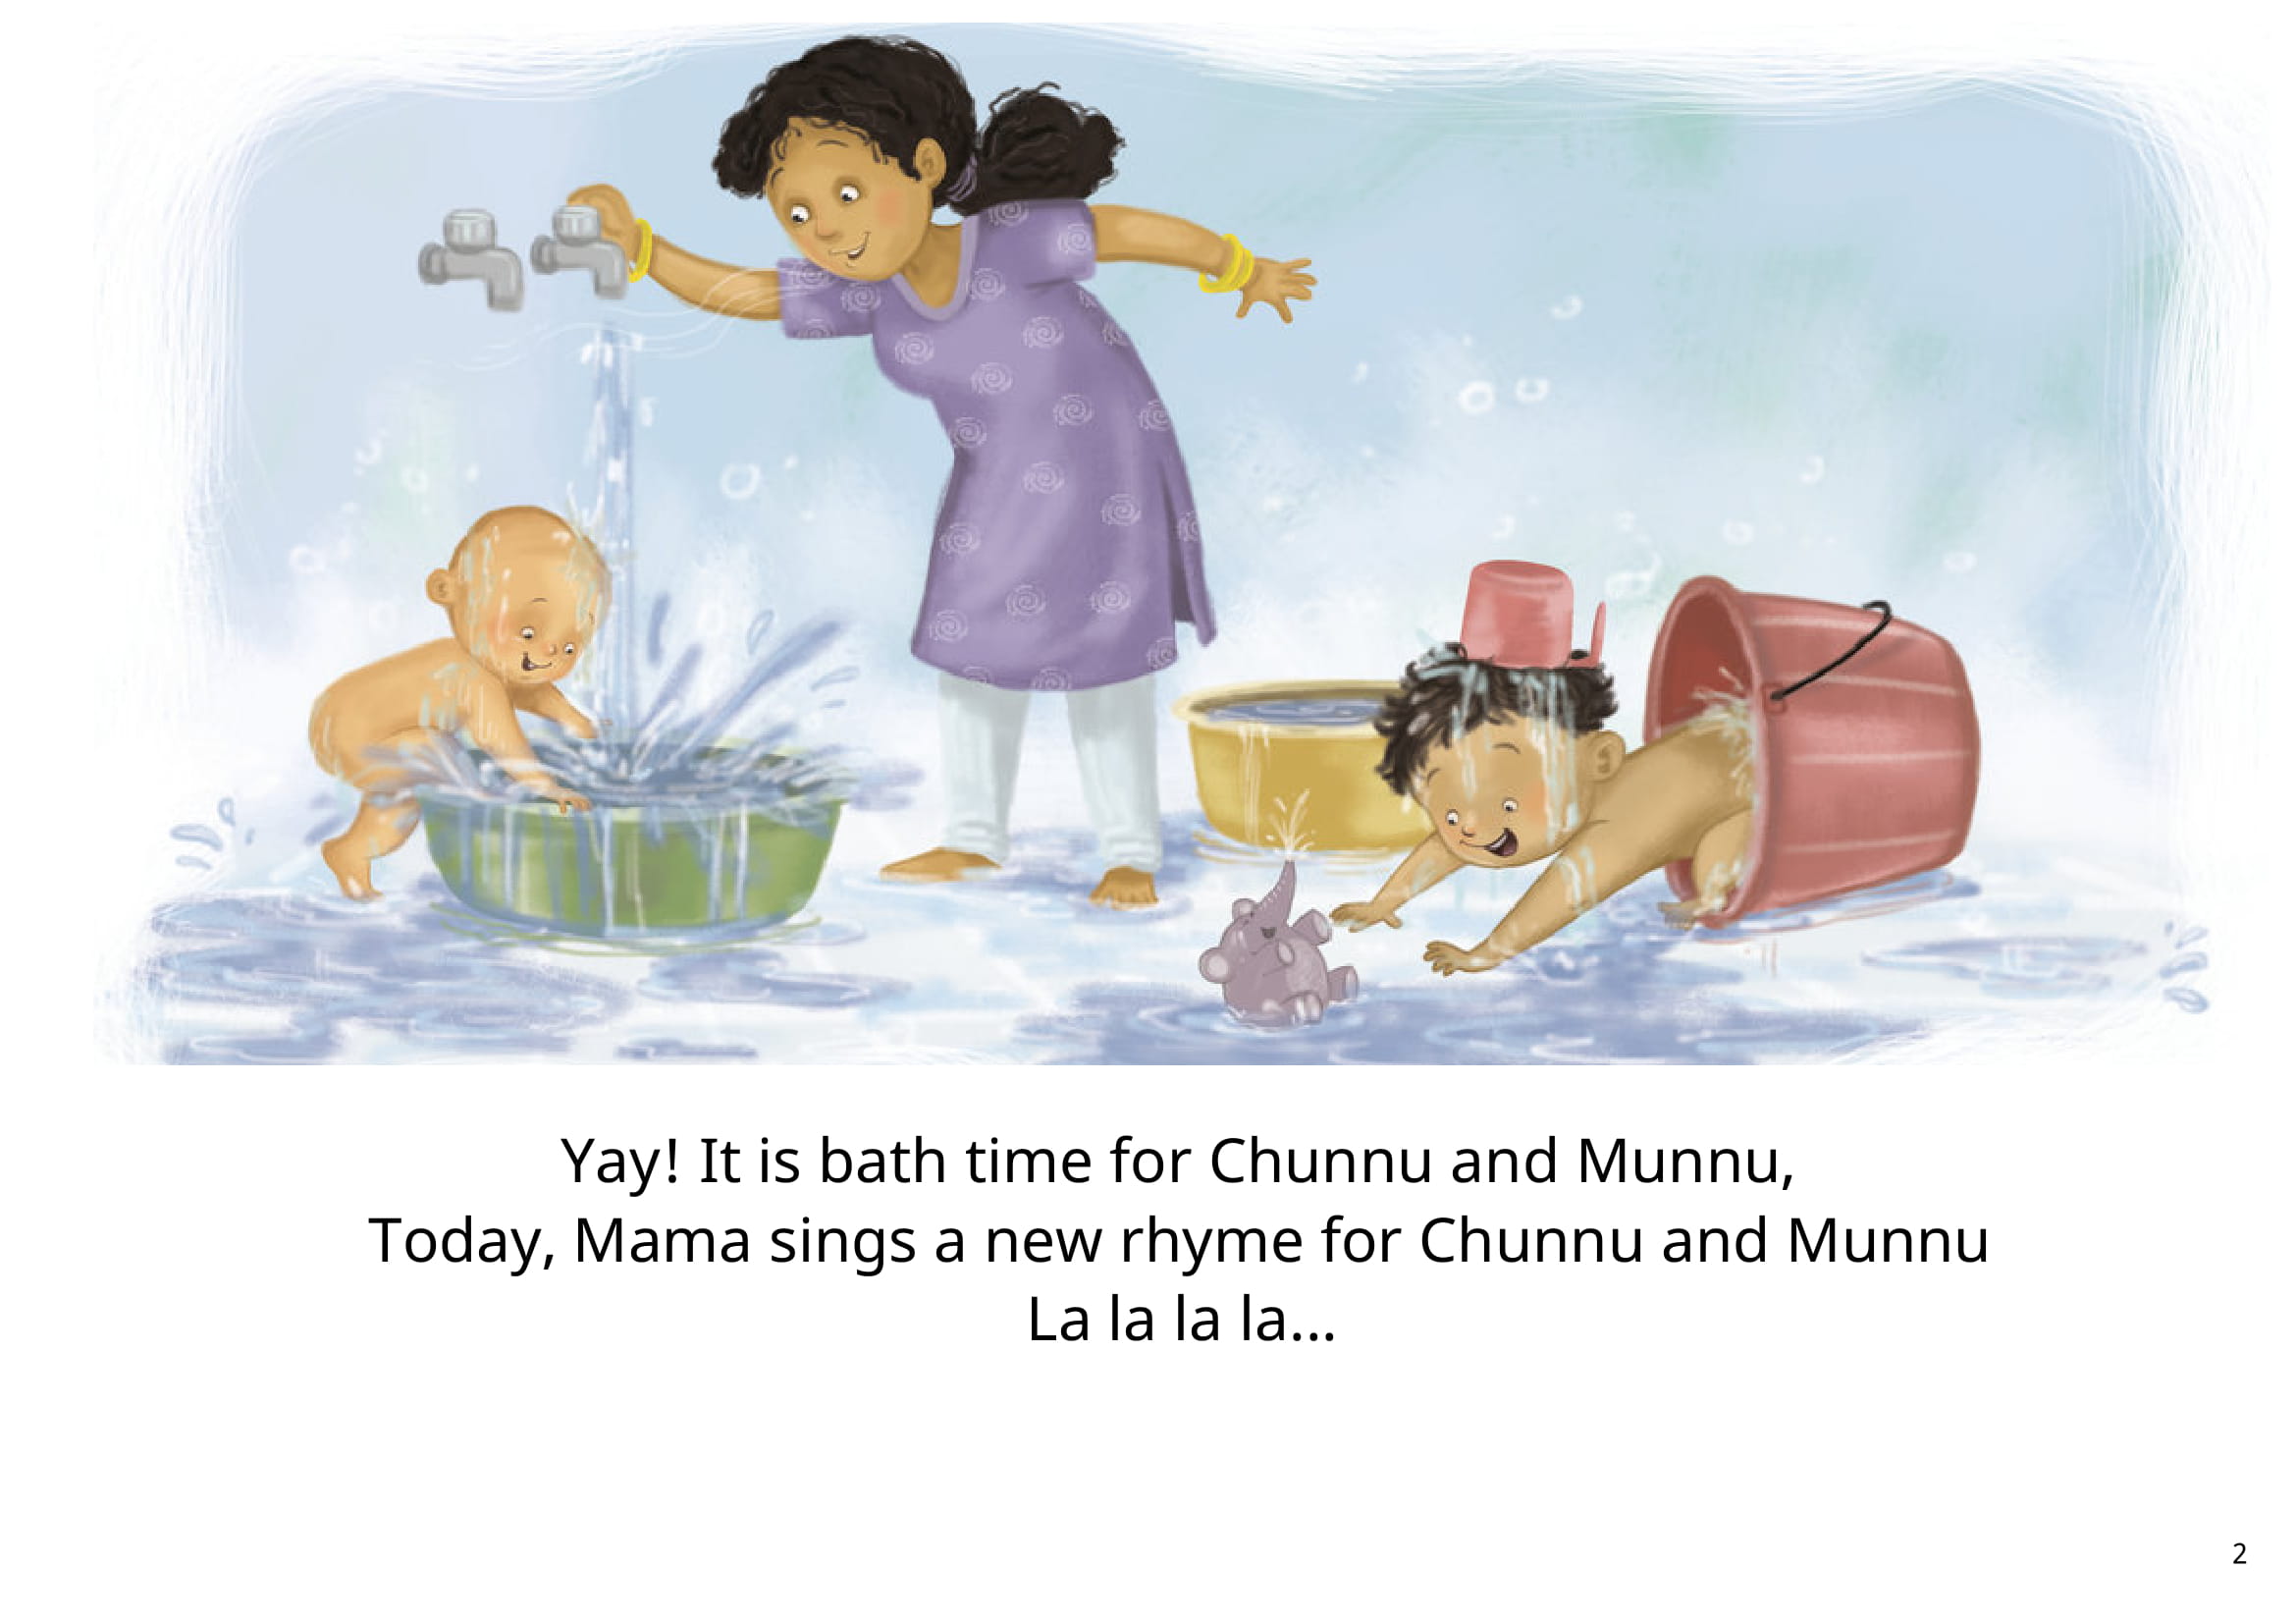 Yay! It is bath time for Chunnu and Munnu,
Today, Mama sings a new rhyme for Chunnu and Munnu
La la la la...
2